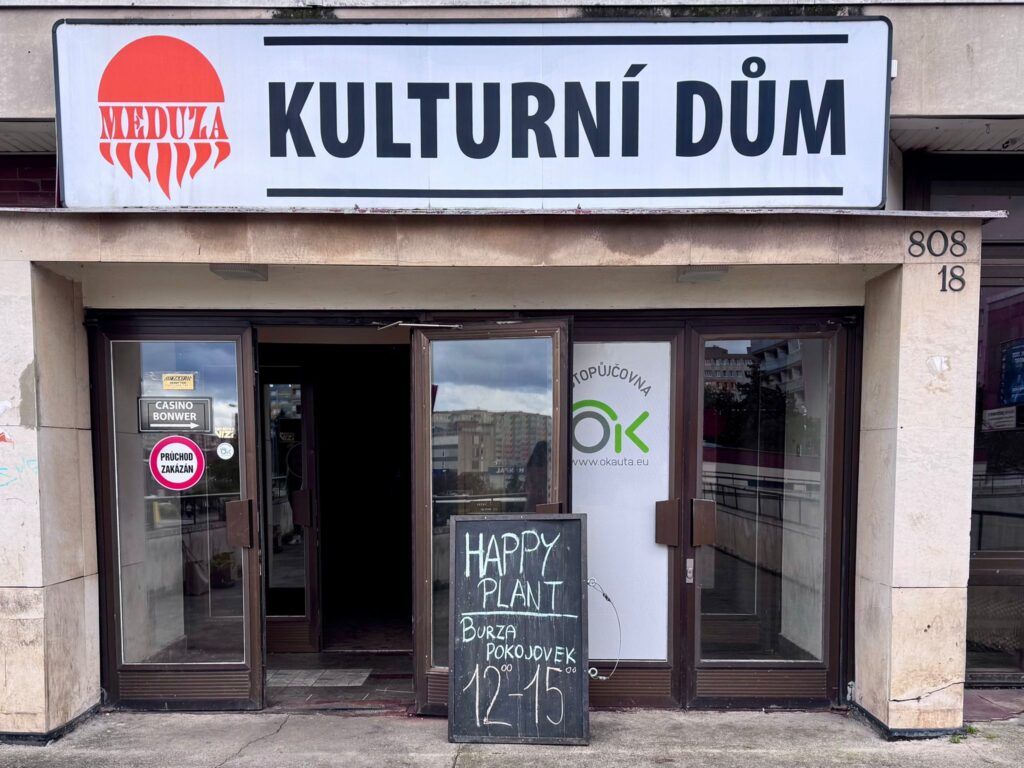 MEDUZA
KULTURNÍ DŮM
808
18
CASINO
BONWER
PRŮCHOD
ZAKÁZÁN
TOPŮJČOVNA
OK
www.okauta.eu
HAPPY
PLANT
BURZA
POKOJOVEK
12⁰⁰-15⁰⁰